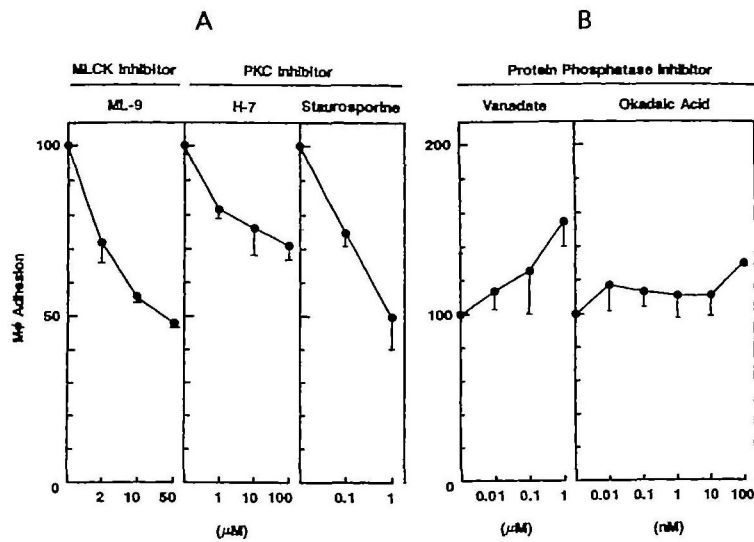 A B
MLCK Inhibitor PKC Inhibitor Protein Phosphatase Inhibitor
ML-9 H-7 Staurosporine Vanadate Okadaic Acid
100 200
50 100
0 0
Mϕ Adhesion
2 10 50 1 10 100 0.1 1 0.01 0.1 1 0.01 0.1 1 10 100
(μM) (μM) (nM)